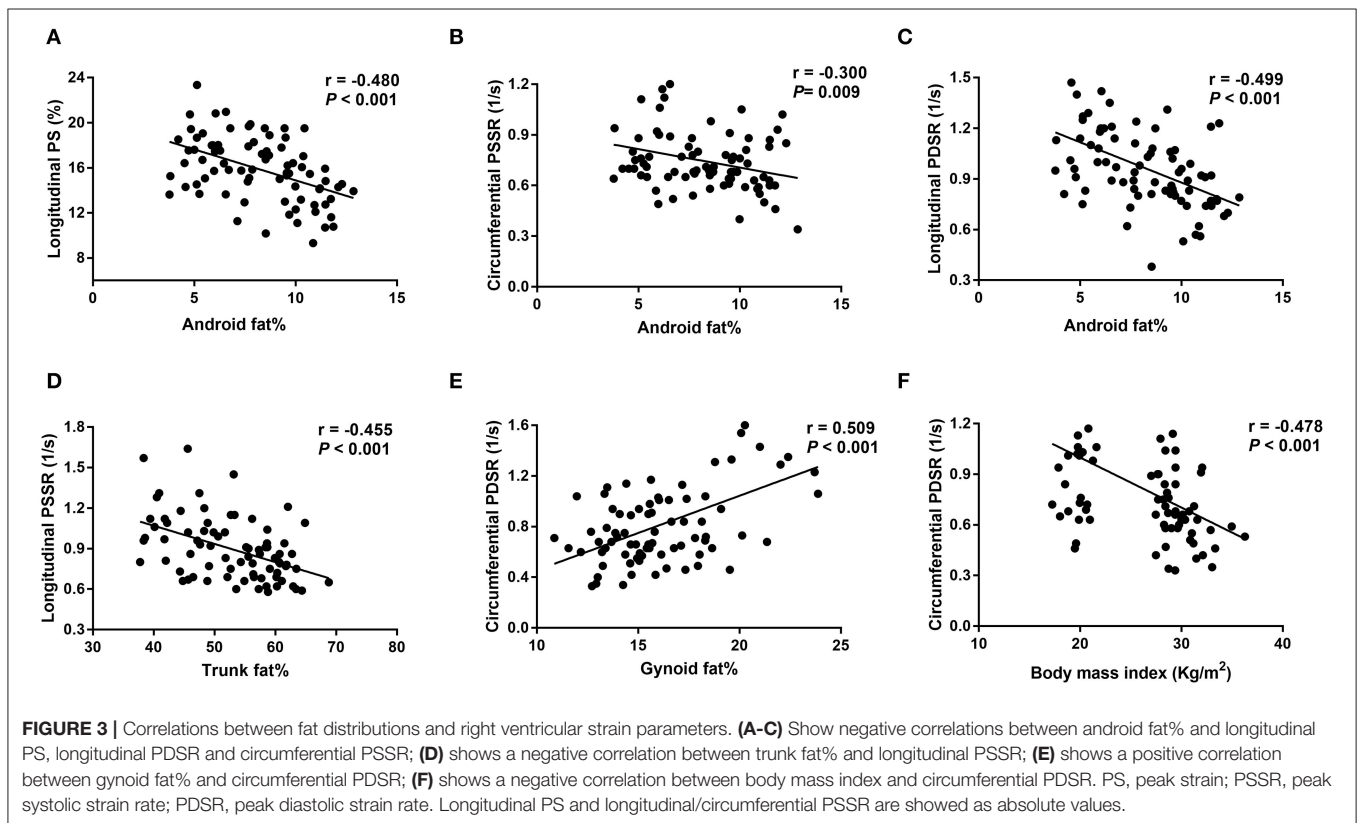 A
r = -0.480
P < 0.001
Longitudinal PS (%)
24
20
16
12
8
0
5
10
15
Android fat%
B
r = -0.300
P= 0.009
Circumferential PSSR (1/s)
1.2
0.9
0.6
0.3
0.0
0
5
10
15
Android fat%
C
r = -0.499
P < 0.001
Longitudinal PDSR (1/s)
1.5
1.2
0.9
0.6
0.3
0
5
10
15
Android fat%
D
r = -0.455
P < 0.001
Longitudinal PSSR (1/s)
1.8
1.5
1.2
0.9
0.6
0.3
30
40
50
60
70
80
Trunk fat%
E
r = 0.509
P < 0.001
Circumferential PDSR (1/s)
1.6
1.2
0.8
0.4
0.0
10
15
20
25
Gynoid fat%
F
r = -0.478
P < 0.001
Circumferential PDSR (1/s)
1.2
0.9
0.6
0.3
0.0
10
20
30
40
Body mass index (Kg/m²)
FIGURE 3 | Correlations between fat distributions and right ventricular strain parameters. (A-C) Show negative correlations between android fat% and longitudinal
PS, longitudinal PDSR and circumferential PSSR; (D) shows a negative correlation between trunk fat% and longitudinal PSSR; (E) shows a positive correlation
between gynoid fat% and circumferential PDSR; (F) shows a negative correlation between body mass index and circumferential PDSR. PS, peak strain; PSSR, peak
systolic strain rate; PDSR, peak diastolic strain rate. Longitudinal PS and longitudinal/circumferential PSSR are showed as absolute values.